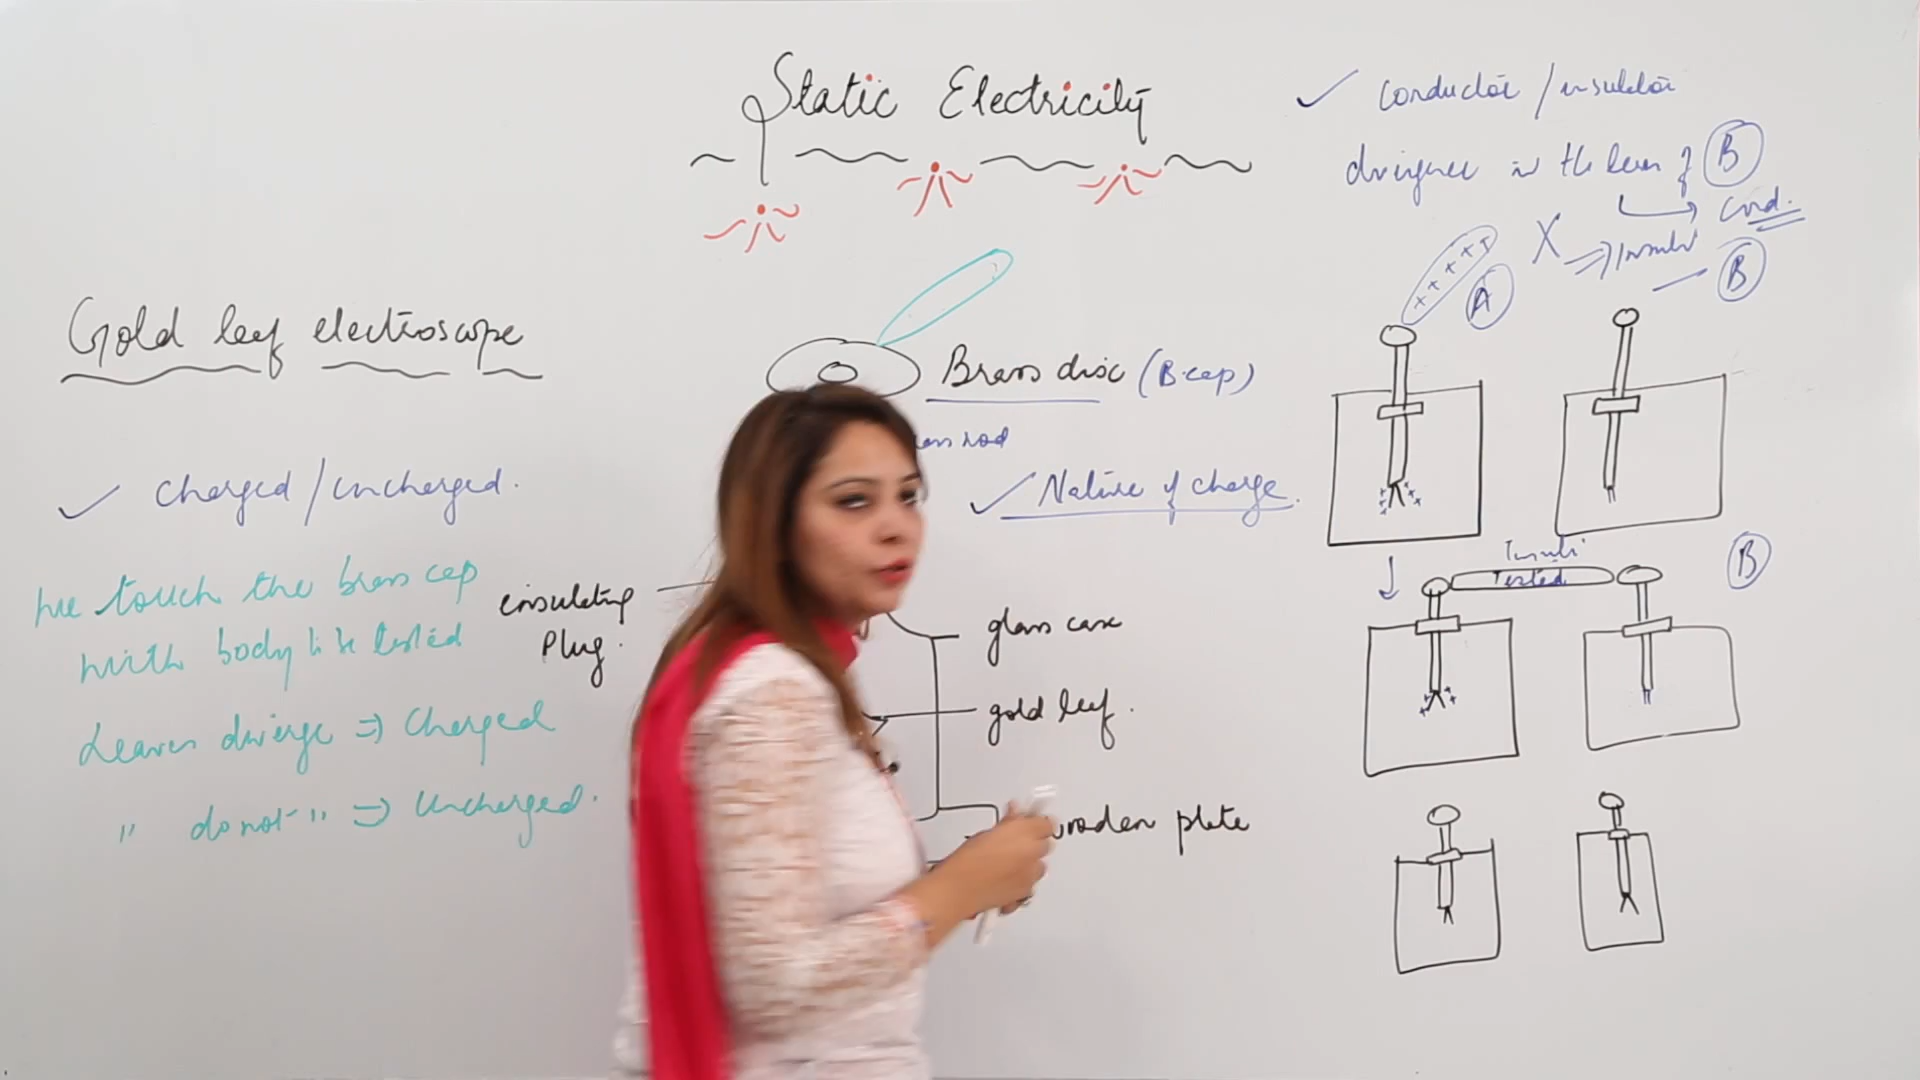 Static Electricity
Gold leaf electroscope
✓ Charged / uncharged.
We touch the brass cap
with body to be tested
Leaves diverge ⇒ Charged
" do not " ⇒ Uncharged.
Brass disc (B.cap)
rod
✓ Nature of charge.
insulating
Plug.
glass case
gold leaf.
wooden plate
✓ Conductor / insulator
divergence in the leaves of B
Cond.
X ⇒ Insul
B
+ + + + +
A
Insul
Tested
B